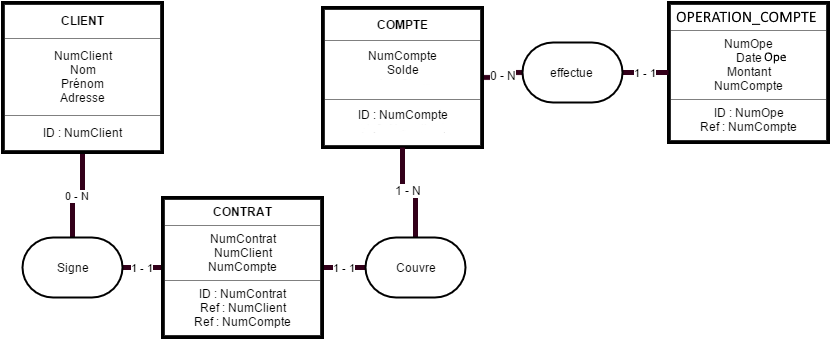 CLIENT
NumClient
Nom
Prénom
Adresse
ID : NumClient
COMPTE
NumCompte
Solde
ID : NumCompte
0 - N
effectue
1 - 1
OPERATION_COMPTE
NumOpe
Date Ope
Montant
NumCompte
ID : NumOpe
Ref : NumCompte
0 - N
1 - N
Signe
1 - 1
CONTRAT
NumContrat
NumClient
NumCompte
ID : NumContrat
Ref : NumClient
Ref : NumCompte
1 - 1
Couvre